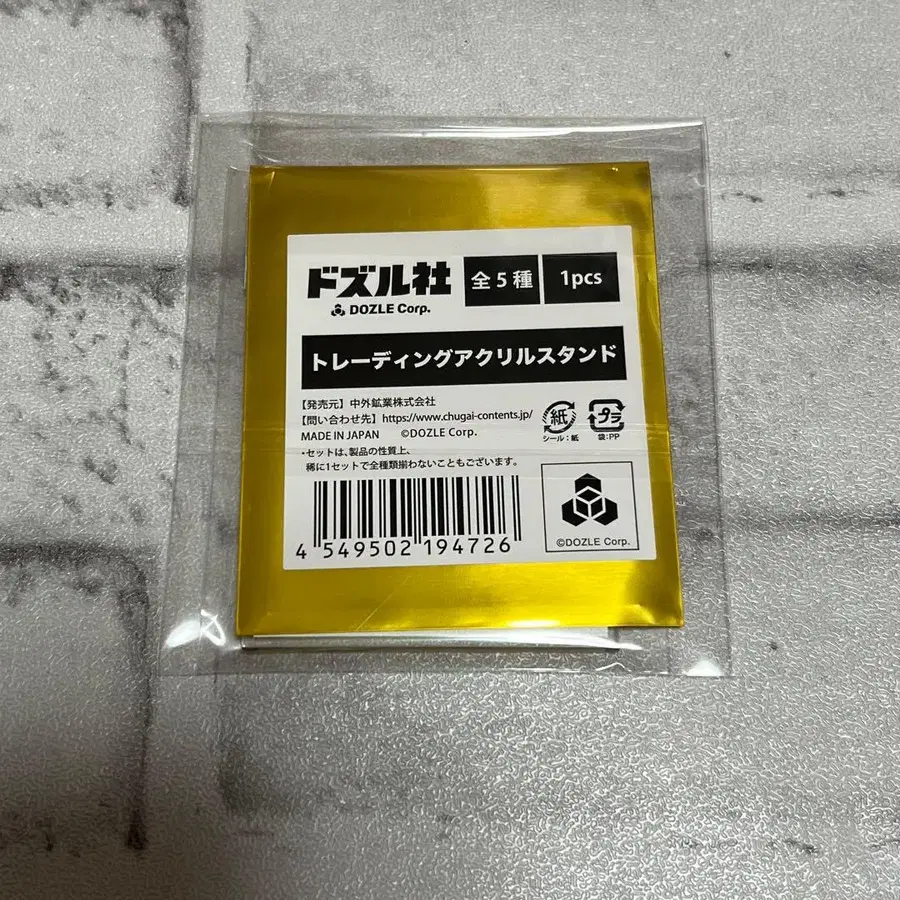 ドズル社
DOZLE Corp.
全5種
1pcs
トレーディングアクリルスタンド
【発売元】中外鉱業株式会社
【問い合わせ先】https://www.chugai-contents.jp/
MADE IN JAPAN ©DOZLE Corp.
・セットは、製品の性質上、
稀に1セットで全種類揃わないこともございます。
紙
シール:紙
プラ
袋:PP
4 549502 194726
©DOZLE Corp.